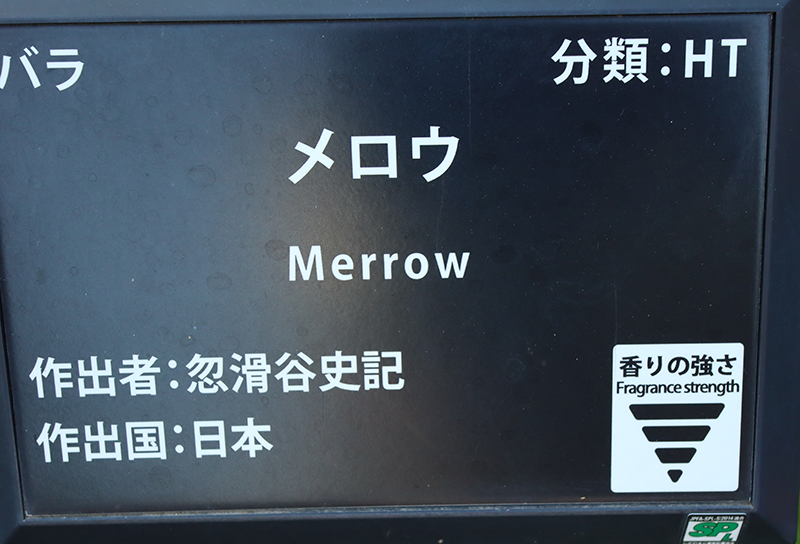 バラ
分類：HT
メロウ
Merrow
作出者：忽滑谷史記
作出国：日本
香りの強さ
Fragrance strength